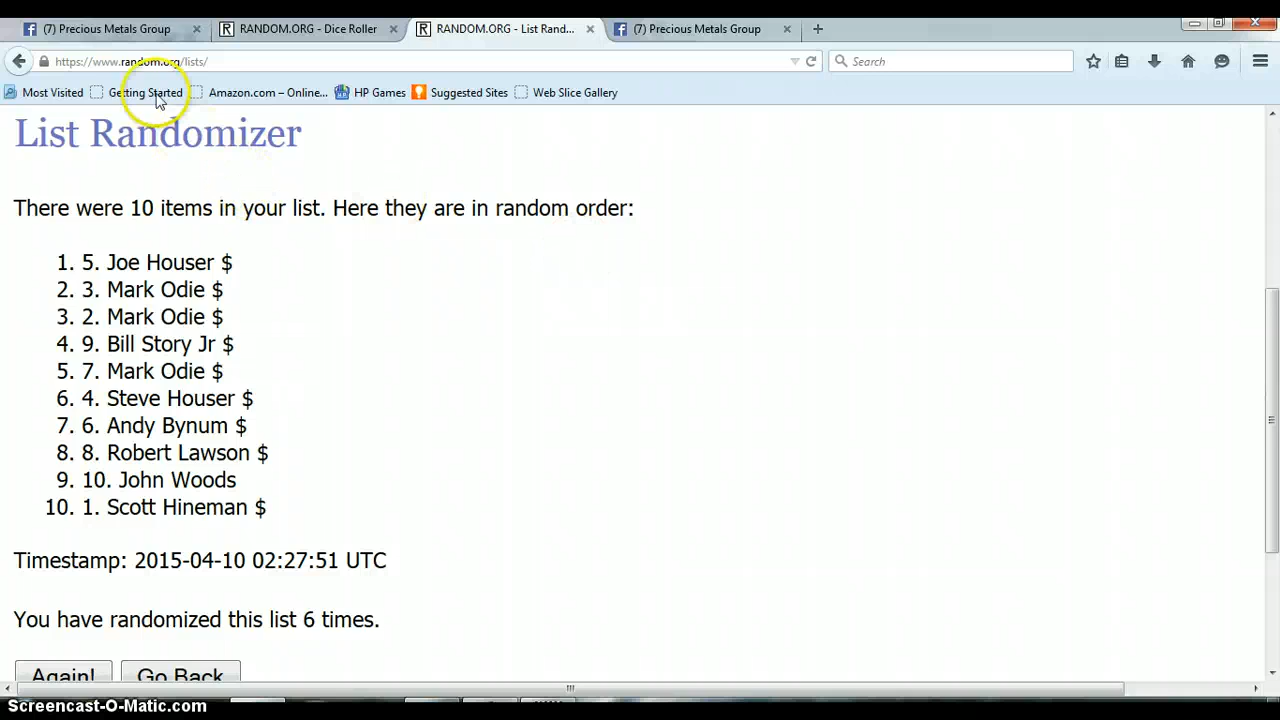 (7) Precious Metals Group × RANDOM.ORG - Dice Roller × RANDOM.ORG - List Rand... × (7) Precious Metals Group × +
https://www.random.org/lists/ Search
Most Visited Getting Started Amazon.com – Online... HP Games Suggested Sites Web Slice Gallery
List Randomizer
There were 10 items in your list. Here they are in random order:
1. 5. Joe Houser $
2. 3. Mark Odie $
3. 2. Mark Odie $
4. 9. Bill Story Jr $
5. 7. Mark Odie $
6. 4. Steve Houser $
7. 6. Andy Bynum $
8. 8. Robert Lawson $
9. 10. John Woods
10. 1. Scott Hineman $
Timestamp: 2015-04-10 02:27:51 UTC
You have randomized this list 6 times.
Again! Go Back
Screencast-O-Matic.com